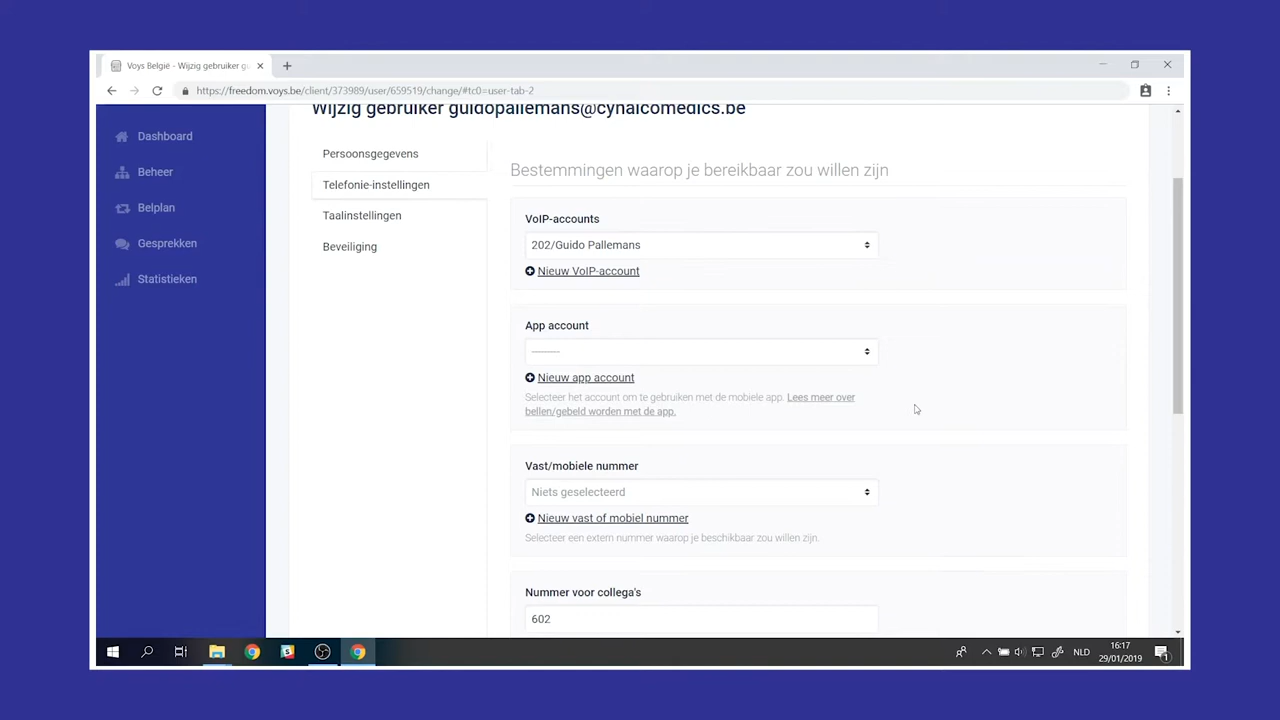 Voys België - Wijzig gebruiker gu
https://freedom.voys.be/client/373989/user/659519/change/#tc0=user-tab-2
Dashboard
Beheer
Belplan
Gesprekken
Statistieken
Wijzig gebruiker guidopallemans@cynalcomedics.be
Persoonsgegevens
Telefonie-instellingen
Taalinstellingen
Beveiliging
Bestemmingen waarop je bereikbaar zou willen zijn
VoIP-accounts
202/Guido Pallemans
Nieuw VoIP-account
App account
---------
Nieuw app account
Selecteer het account om te gebruiken met de mobiele app. Lees meer over
bellen/gebeld worden met de app.
Vast/mobiele nummer
Niets geselecteerd
Nieuw vast of mobiel nummer
Selecteer een extern nummer waarop je beschikbaar zou willen zijn.
Nummer voor collega's
602
NLD
16:17
29/01/2019
1